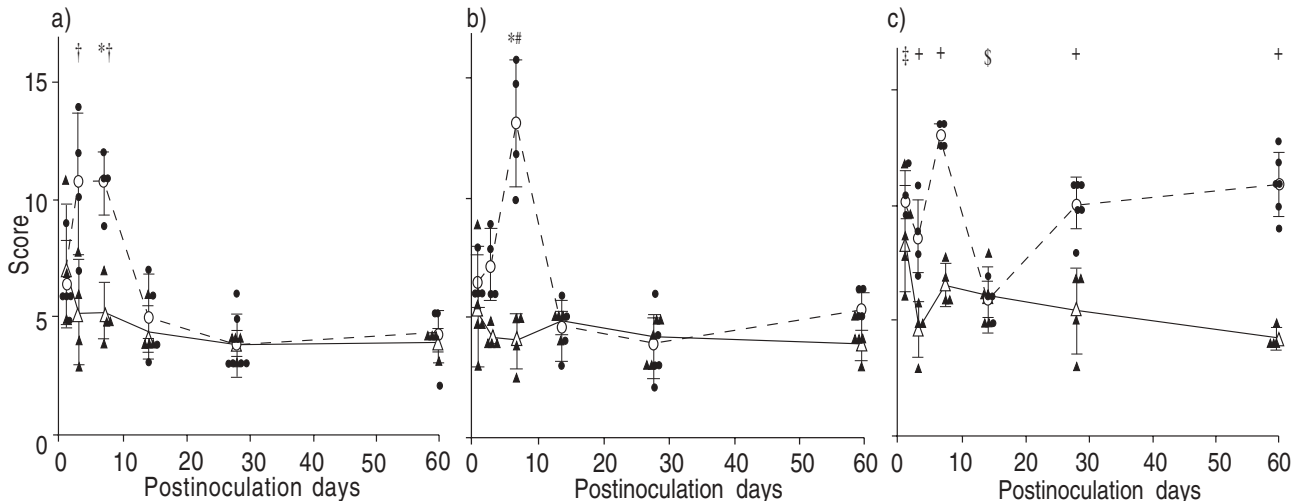 a) b) c)
† *† *# ‡ + + $ + +
15
10
5
0
Score
0 10 20 30 40 50 60
0 10 20 30 40 50 60
0 10 20 30 40 50 60
Postinoculation days
Postinoculation days
Postinoculation days